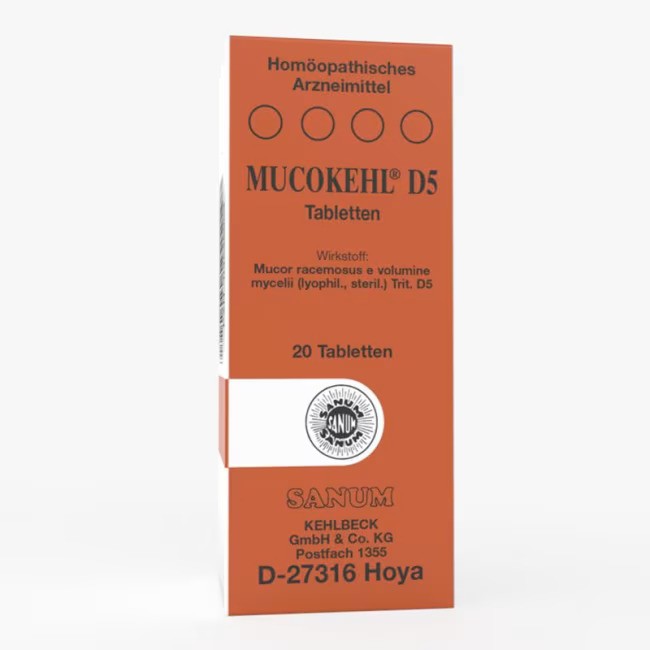 Homöopathisches
Arzneimittel
MUCOKEHL® D5
Tabletten
Wirkstoff:
Mucor racemosus e volumine
mycelii (lyophil., steril.) Trit. D5
20 Tabletten
SANUM
SANUM
SANUM
SANUM
KEHLBECK
GmbH & Co. KG
Postfach 1355
D-27316 Hoya